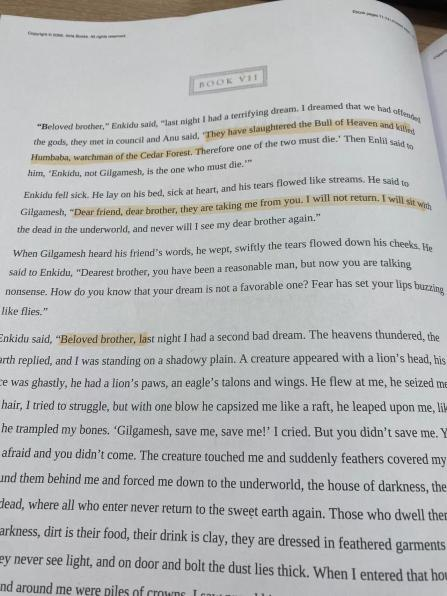 Copyright © 2006. Atria Books. All rights reserved.
BOOK VII
"Beloved brother," Enkidu said, "last night I had a terrifying dream. I dreamed that we had offended
the gods, they met in council and Anu said, 'They have slaughtered the Bull of Heaven and killed
Humbaba, watchman of the Cedar Forest. Therefore one of the two must die.' Then Enlil said to
him, 'Enkidu, not Gilgamesh, is the one who must die.'"
Enkidu fell sick. He lay on his bed, sick at heart, and his tears flowed like streams. He said to
Gilgamesh, "Dear friend, dear brother, they are taking me from you. I will not return. I will sit with
the dead in the underworld, and never will I see my dear brother again."
When Gilgamesh heard his friend's words, he wept, swiftly the tears flowed down his cheeks. He
said to Enkidu, "Dearest brother, you have been a reasonable man, but now you are talking
nonsense. How do you know that your dream is not a favorable one? Fear has set your lips buzzing
like flies."
Enkidu said, "Beloved brother, last night I had a second bad dream. The heavens thundered, the
arth replied, and I was standing on a shadowy plain. A creature appeared with a lion's head, his
ce was ghastly, he had a lion's paws, an eagle's talons and wings. He flew at me, he seized me
hair, I tried to struggle, but with one blow he capsized me like a raft, he leaped upon me, lik
he trampled my bones. 'Gilgamesh, save me, save me!' I cried. But you didn't save me. Y
afraid and you didn't come. The creature touched me and suddenly feathers covered my
und them behind me and forced me down to the underworld, the house of darkness, the
dead, where all who enter never return to the sweet earth again. Those who dwell ther
arkness, dirt is their food, their drink is clay, they are dressed in feathered garments
ey never see light, and on door and bolt the dust lies thick. When I entered that hou
nd around me were piles of crowns, I saw